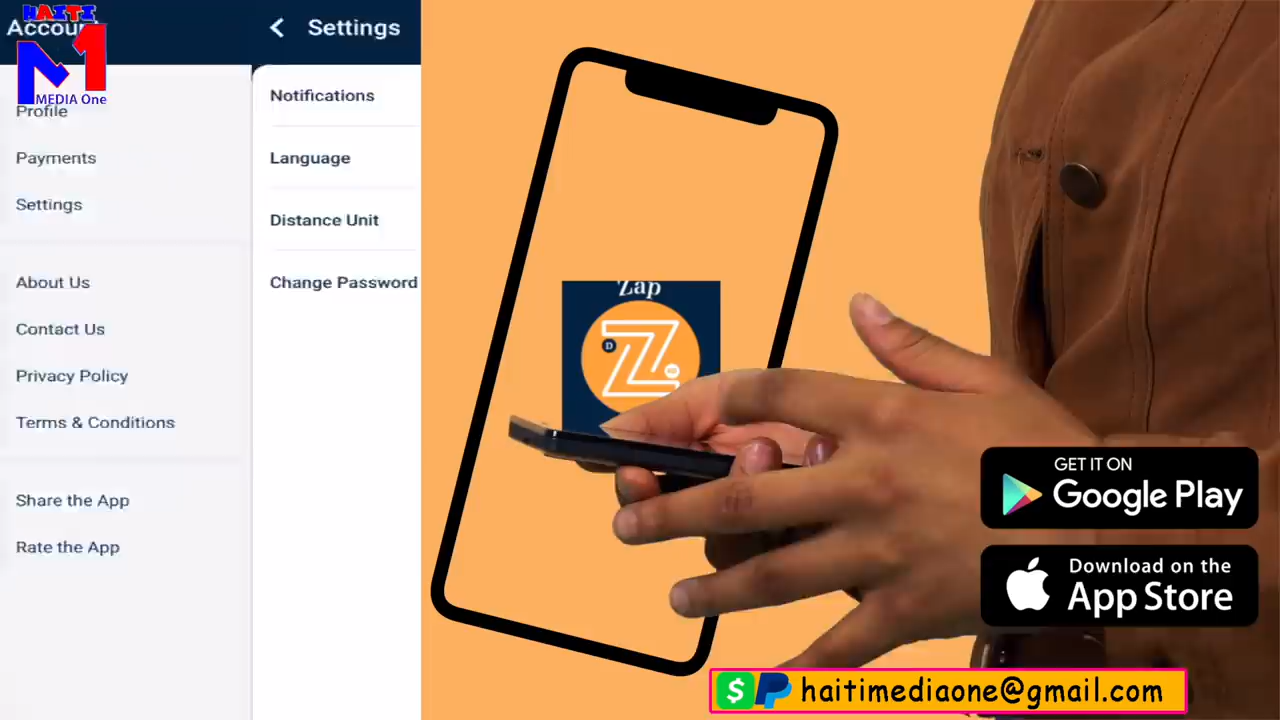 HAITI
MEDIA One
Account
Profile
Payments
Settings
About Us
Contact Us
Privacy Policy
Terms & Conditions
Share the App
Rate the App
Settings
Notifications
Language
Distance Unit
Change Password
Zap
D
Z
GET IT ON
Google Play
Download on the
App Store
$ haitimediaone@gmail.com